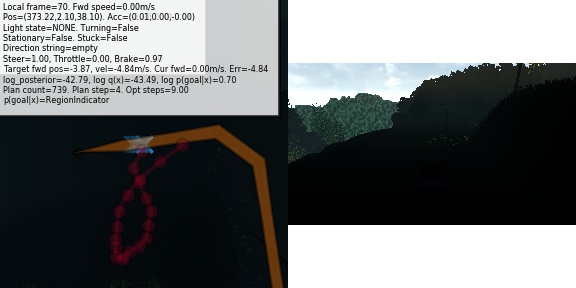 Local frame=70. Fwd speed=0.00m/s
Pos=(373.22,2.10,38.10). Acc=(0.01;0.00,-0.00)
Light state=NONE. Turning=False
Stationary=False. Stuck=False
Direction string=empty
Steer=1.00, Throttle=0.00, Brake=0.97
Target fwd pos=-3.87, vel=-4.84m/s. Cur fwd=0.00m/s. Err=-4.84
log_posterior=-42.79, log q(x)=-43.49, log p(goal|x)=0.70
Plan count=739. Plan step=4. Opt steps=9.00
p(goal|x)=RegionIndicator